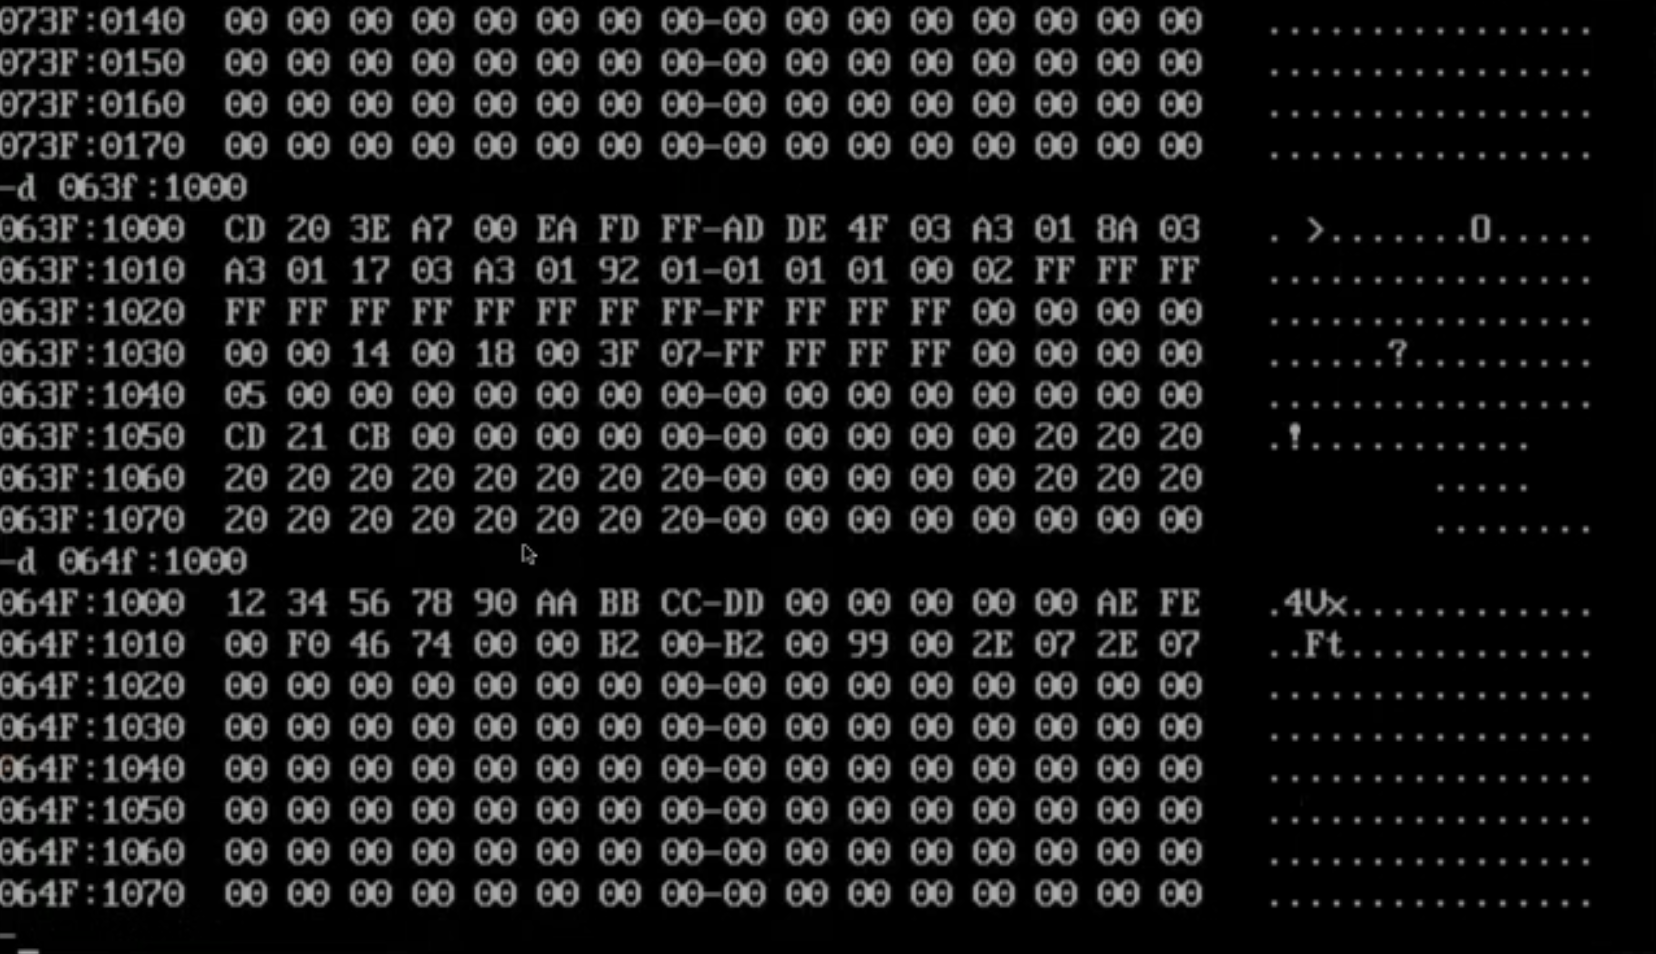 073F:0140  00 00 00 00 00 00 00 00-00 00 00 00 00 00 00 00   ................
073F:0150  00 00 00 00 00 00 00 00-00 00 00 00 00 00 00 00   ................
073F:0160  00 00 00 00 00 00 00 00-00 00 00 00 00 00 00 00   ................
073F:0170  00 00 00 00 00 00 00 00-00 00 00 00 00 00 00 00   ................
-d 063f:1000
063F:1000  CD 20 3E A7 00 EA FD FF-AD DE 4F 03 A3 01 8A 03   . >.......O.....
063F:1010  A3 01 17 03 A3 01 92 01-01 01 01 00 02 FF FF FF   ................
063F:1020  FF FF FF FF FF FF FF FF-FF FF FF FF 00 00 00 00   ................
063F:1030  00 00 14 00 18 00 3F 07-FF FF FF FF 00 00 00 00   ......?.........
063F:1040  05 00 00 00 00 00 00 00-00 00 00 00 00 00 00 00   ................
063F:1050  CD 21 CB 00 00 00 00 00-00 00 00 00 00 20 20 20   .!...........
063F:1060  20 20 20 20 20 20 20 20-00 00 00 00 00 20 20 20           .....
063F:1070  20 20 20 20 20 20 20 20-00 00 00 00 00 00 00 00           ........
-d 064f:1000
064F:1000  12 34 56 78 90 AA BB CC-DD 00 00 00 00 00 AE FE   .4Vx............
064F:1010  00 F0 46 74 00 00 B2 00-B2 00 99 00 2E 07 2E 07   ..Ft............
064F:1020  00 00 00 00 00 00 00 00-00 00 00 00 00 00 00 00   ................
064F:1030  00 00 00 00 00 00 00 00-00 00 00 00 00 00 00 00   ................
064F:1040  00 00 00 00 00 00 00 00-00 00 00 00 00 00 00 00   ................
064F:1050  00 00 00 00 00 00 00 00-00 00 00 00 00 00 00 00   ................
064F:1060  00 00 00 00 00 00 00 00-00 00 00 00 00 00 00 00   ................
064F:1070  00 00 00 00 00 00 00 00-00 00 00 00 00 00 00 00   ................
-_